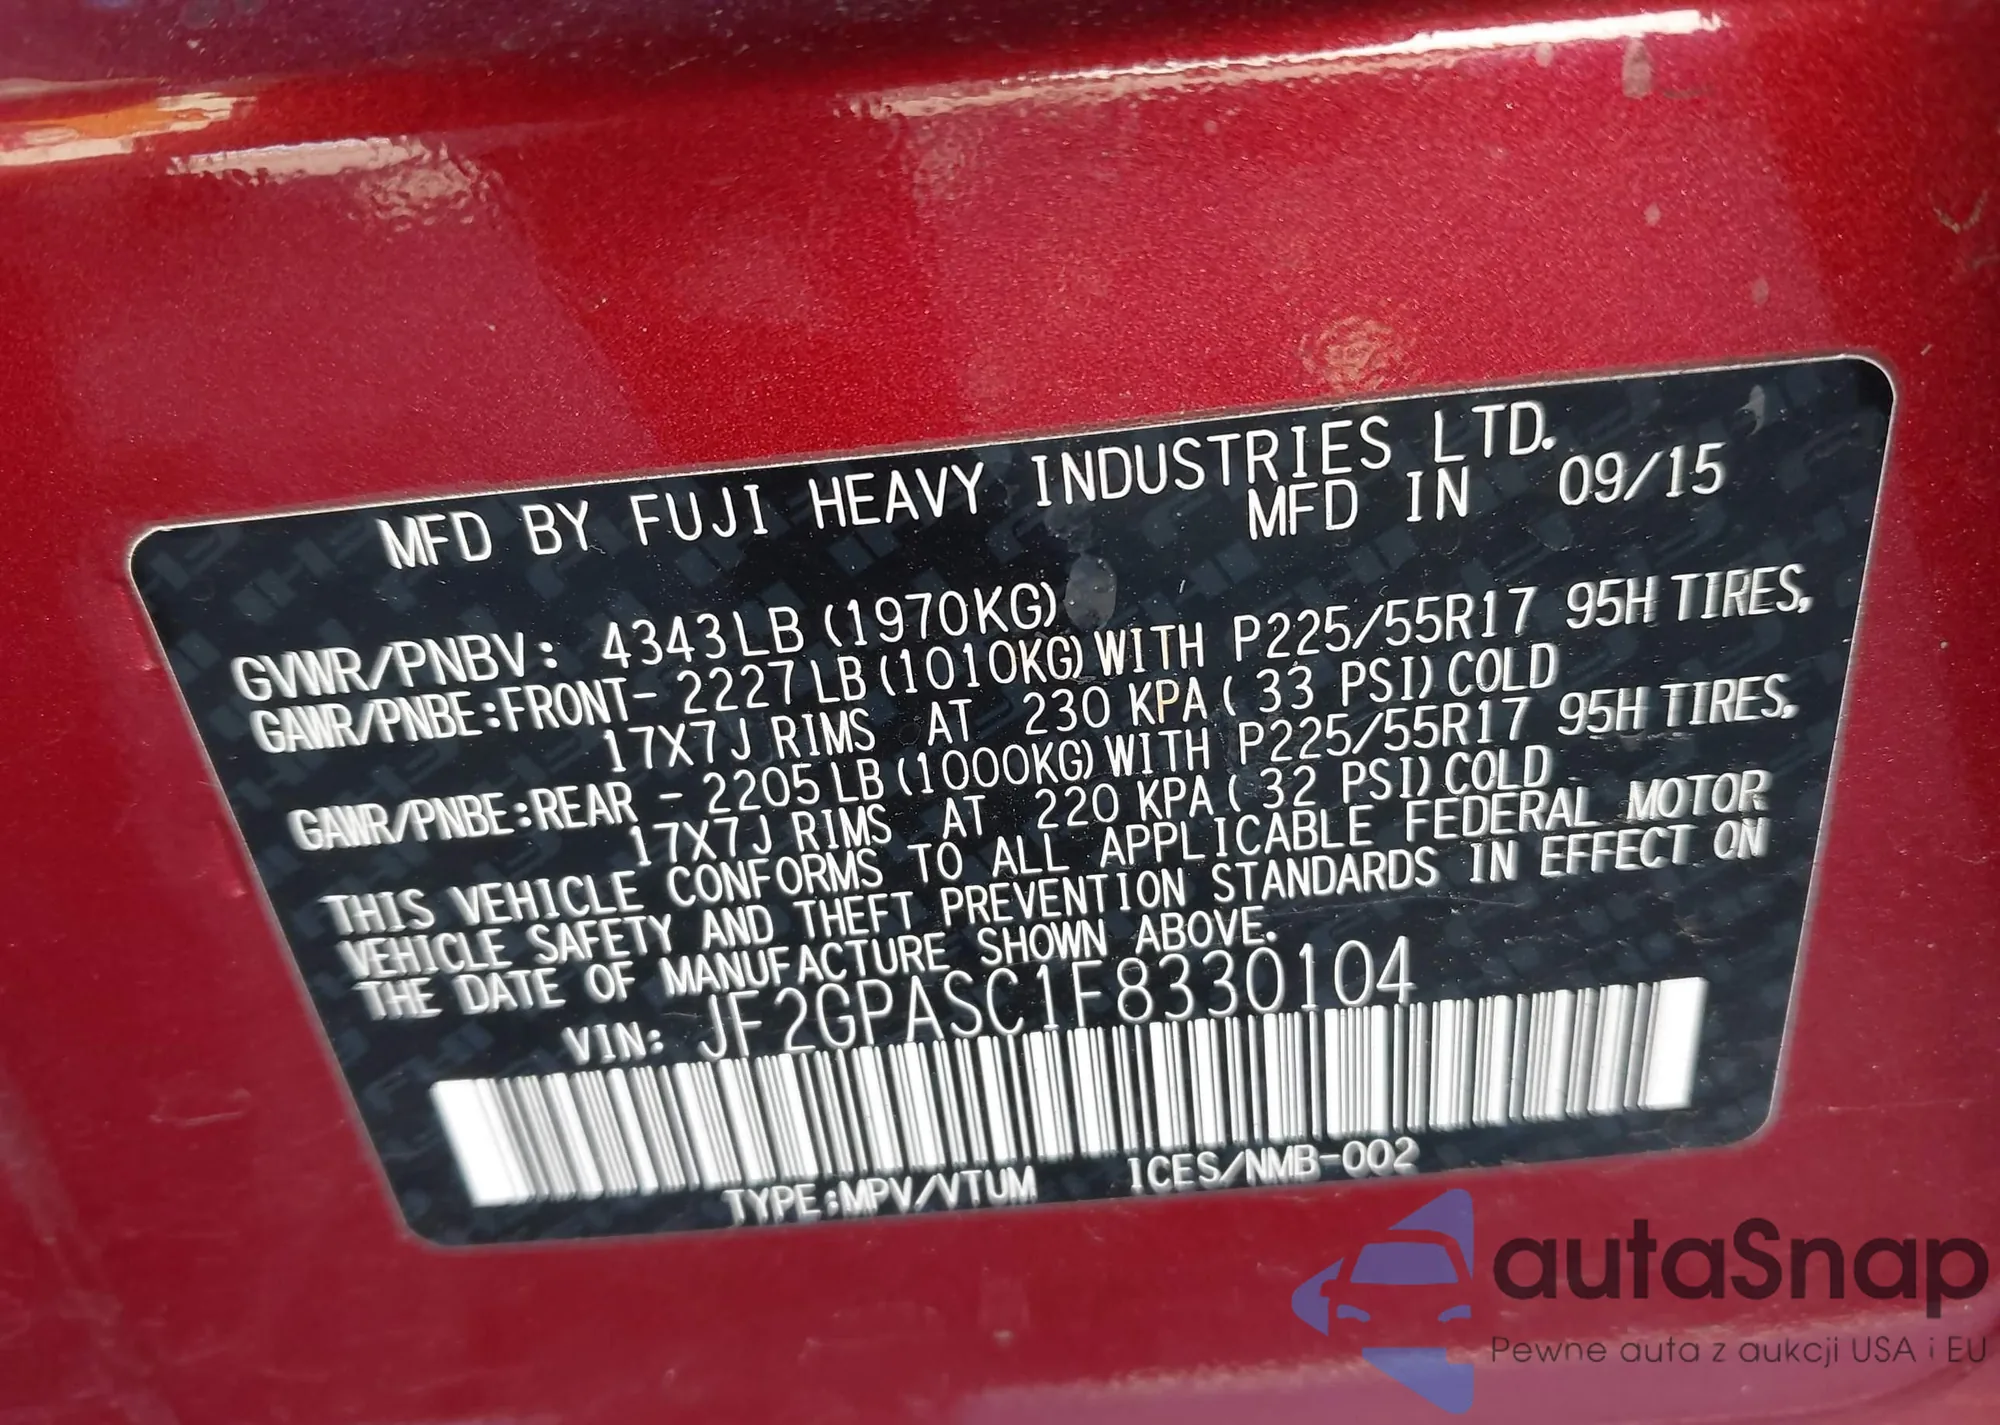 MFD BY FUJI HEAVY INDUSTRIES LTD.
MFD IN 09/15
GVWR/PNBV: 4343LB (1970KG)
GAWR/PNBE:FRONT- 2227LB (1010KG) WITH P225/55R17 95H TIRES,
17X7J RIMS AT 230 KPA ( 33 PSI) COLD
GAWR/PNBE:REAR - 2205LB (1000KG) WITH P225/55R17 95H TIRES,
17X7J RIMS AT 220 KPA ( 32 PSI) COLD
THIS VEHICLE CONFORMS TO ALL APPLICABLE FEDERAL MOTOR
VEHICLE SAFETY AND THEFT PREVENTION STANDARDS IN EFFECT ON
THE DATE OF MANUFACTURE SHOWN ABOVE.
VIN: JF2GPASC1F8330104
TYPE:MPV/VTUM ICES/NMB-002
autaSnap
Pewne auta z aukcji USA i EU